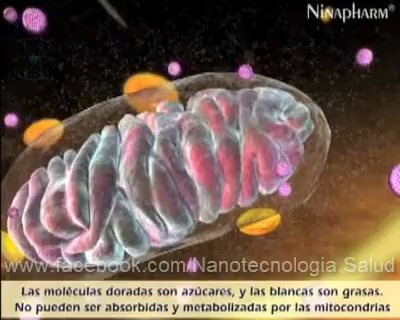 NINAPHARM®
www.facebook.com/Nanotecnologia.Salud
Las moléculas doradas son azúcares, y las blancas son grasas.
No pueden ser absorbidas y metabolizadas por las mitocondrias